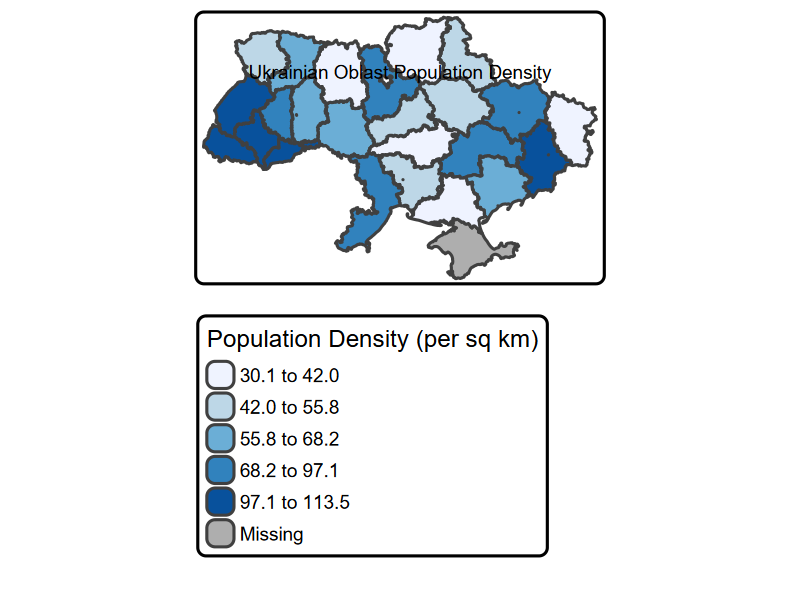 Ukrainian Oblast Population Density
Population Density (per sq km)
30.1 to 42.0
42.0 to 55.8
55.8 to 68.2
68.2 to 97.1
97.1 to 113.5
Missing